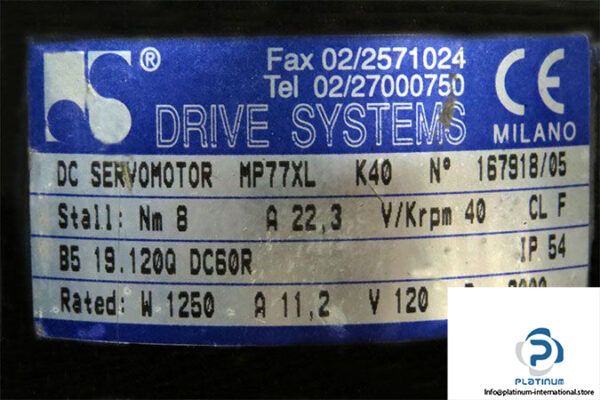 ®
Fax 02/2571024
Tel 02/27000750
DRIVE SYSTEMS
CE
MILANO
DC SERVOMOTOR MP77XL K40 N° 167918/05
Stall: Nm 8 A 22,3 V/Krpm 40 CL F
B5 19.120Q DC60R IP 54
Rated: W 1250 A 11,2 V 120
P
PLATINUM
info@platinum-international.store